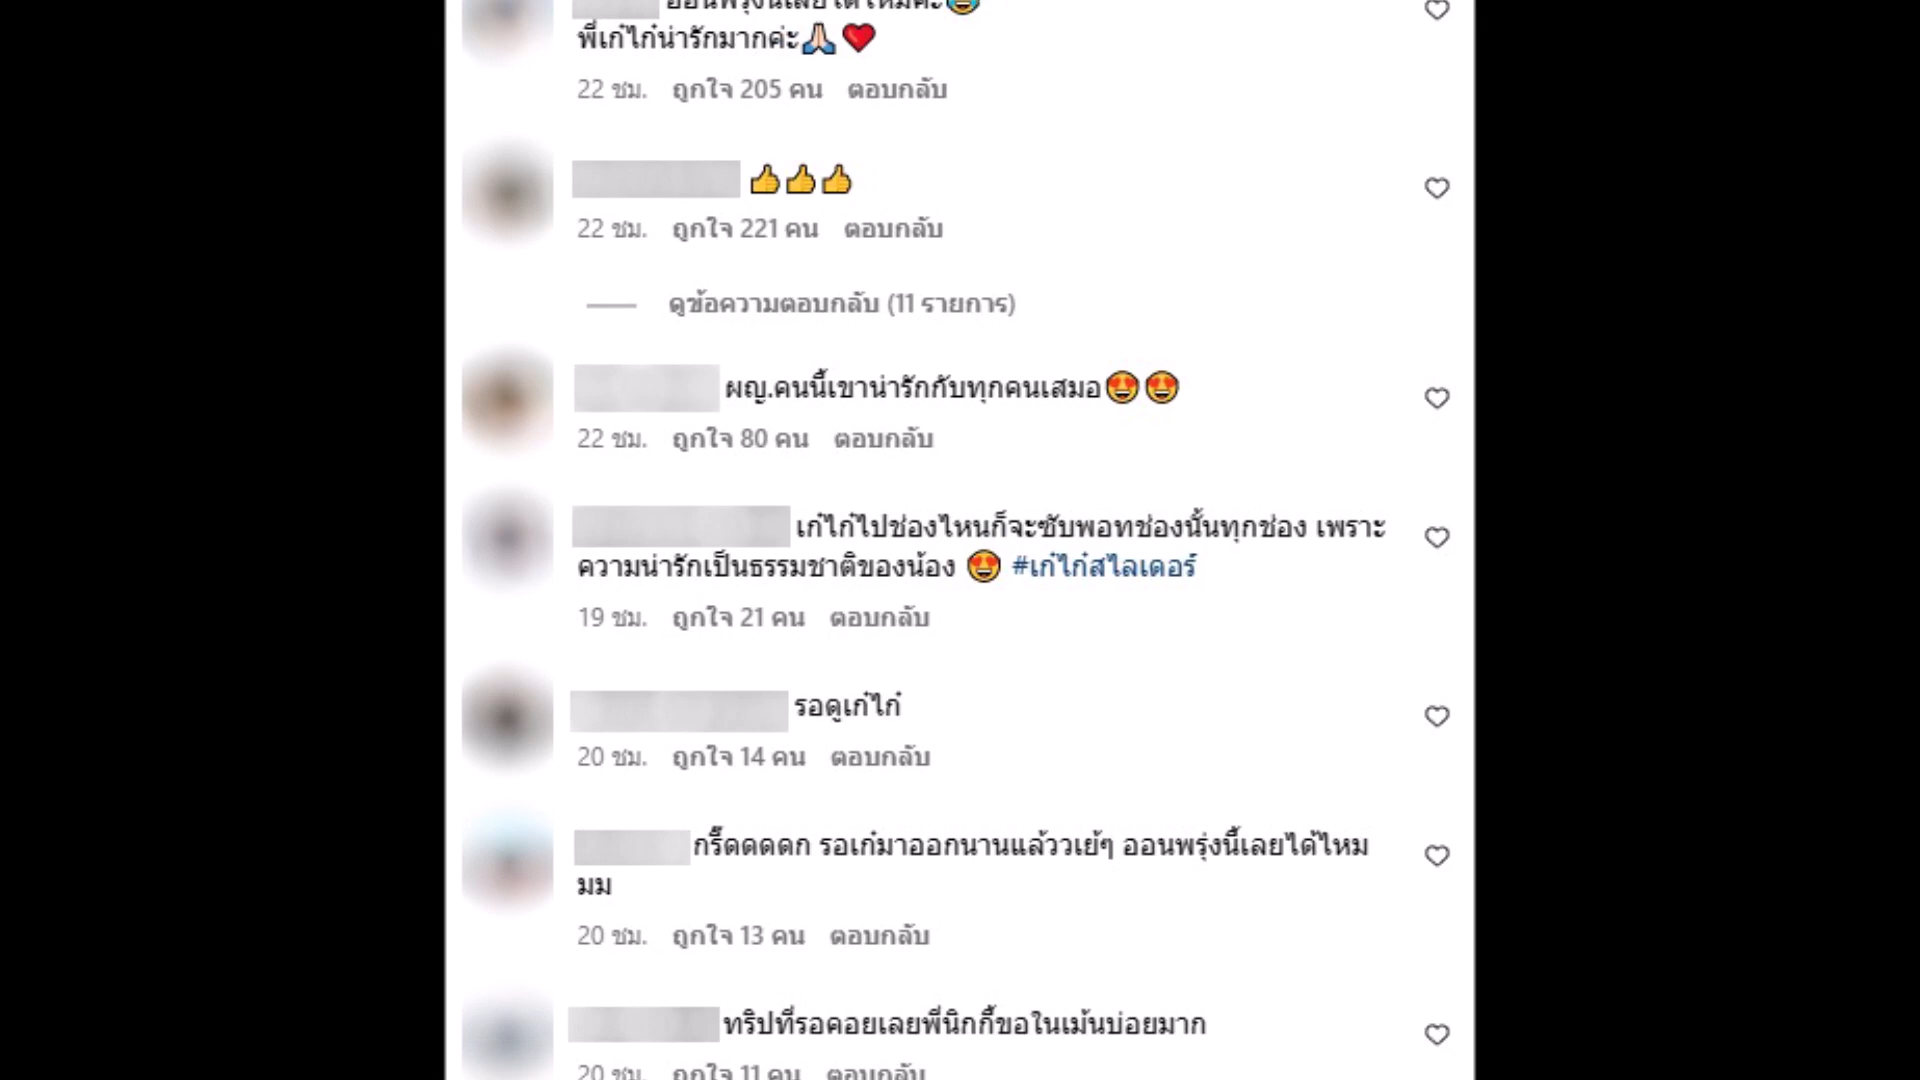 ออนพรุ่งนี้เลยได้ไหมคะ😂
พี่เก๋ไก๋น่ารักมากค่ะ🙏🏻❤️
22 ชม. ถูกใจ 205 คน ตอบกลับ
👍👍👍
22 ชม. ถูกใจ 221 คน ตอบกลับ
ดูข้อความตอบกลับ (11 รายการ)
ผญ.คนนี้เขาน่ารักกับทุกคนเสมอ😍😍
22 ชม. ถูกใจ 80 คน ตอบกลับ
เก๋ไก๋ไปช่องไหนก็จะซับพอทช่องนั้นทุกช่อง เพราะ
ความน่ารักเป็นธรรมชาติของน้อง 😍 #เก๋ไก๋สไลเดอร์
19 ชม. ถูกใจ 21 คน ตอบกลับ
รอดูเก๋ไก๋
20 ชม. ถูกใจ 14 คน ตอบกลับ
กรี๊ดดดดก รอเก๋มาออกนานแล้ววเย้ๆ ออนพรุ่งนี้เลยได้ไหม
มม
20 ชม. ถูกใจ 13 คน ตอบกลับ
ทริปที่รอคอยเลยพี่นิกกี้ขอในเม้นบ่อยมาก
20 ชม. ถูกใจ 11 คน ตอบกลับ